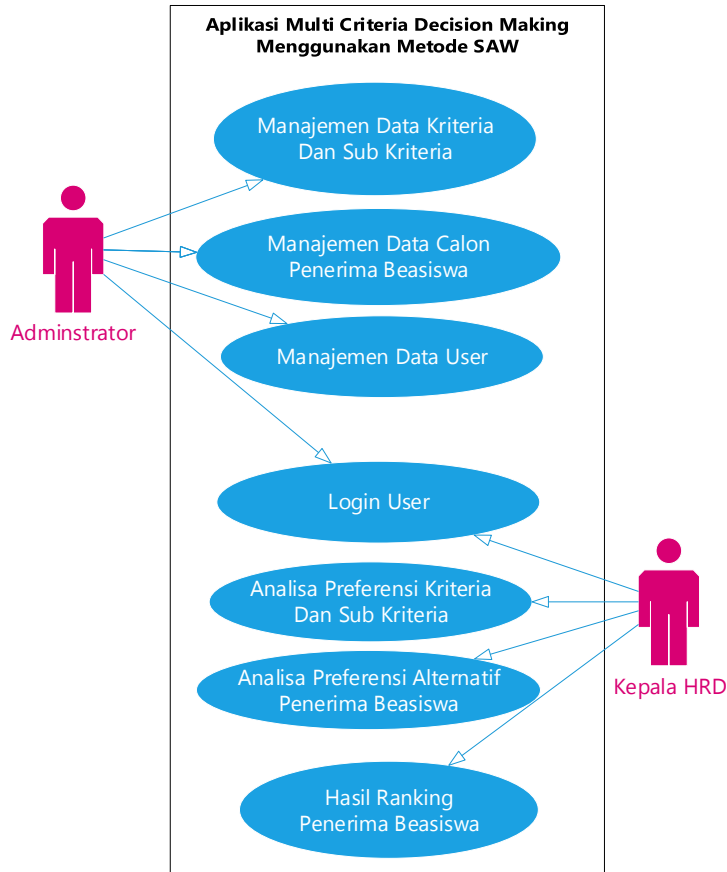 Aplikasi Multi Criteria Decision Making
Menggunakan Metode SAW
Manajemen Data Kriteria
Dan Sub Kriteria
Manajemen Data Calon
Penerima Beasiswa
Adminstrator
Manajemen Data User
Login User
Analisa Preferensi Kriteria
Dan Sub Kriteria
Analisa Preferensi Alternatif
Penerima Beasiswa
Kepala HRD
Hasil Ranking
Penerima Beasiswa